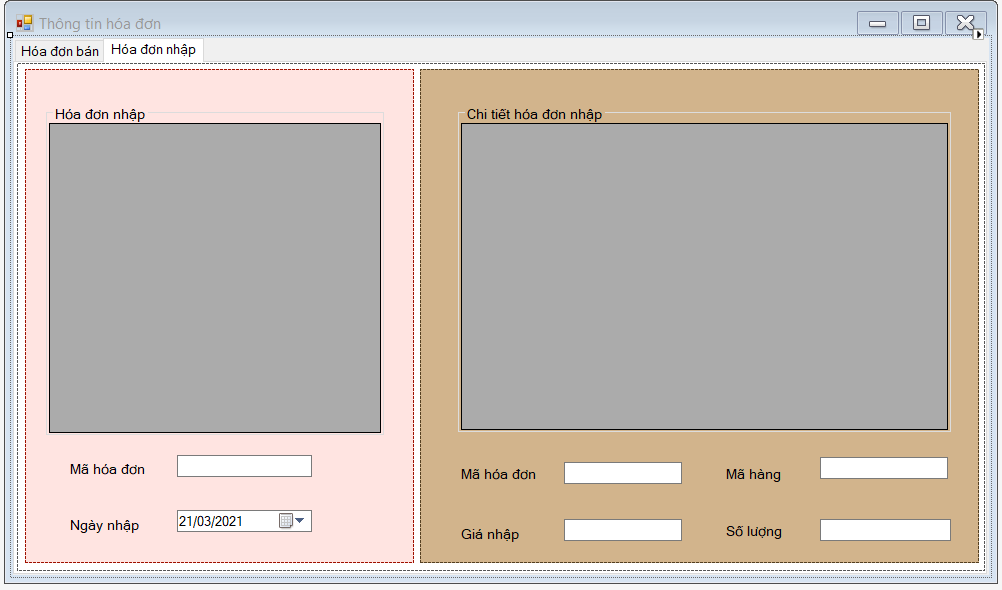 Thông tin hóa đơn
Hóa đơn bán
Hóa đơn nhập
Hóa đơn nhập
Mã hóa đơn
Ngày nhập
21/03/2021
Chi tiết hóa đơn nhập
Mã hóa đơn
Mã hàng
Giá nhập
Số lượng